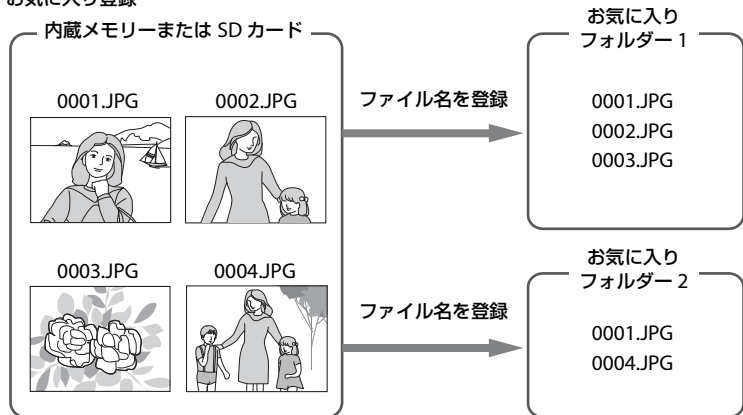 お気に入り登録
内蔵メモリーまたは SD カード
0001.JPG
0002.JPG
0003.JPG
0004.JPG
ファイル名を登録
お気に入り
フォルダー 1
0001.JPG
0002.JPG
0003.JPG
ファイル名を登録
お気に入り
フォルダー 2
0001.JPG
0004.JPG